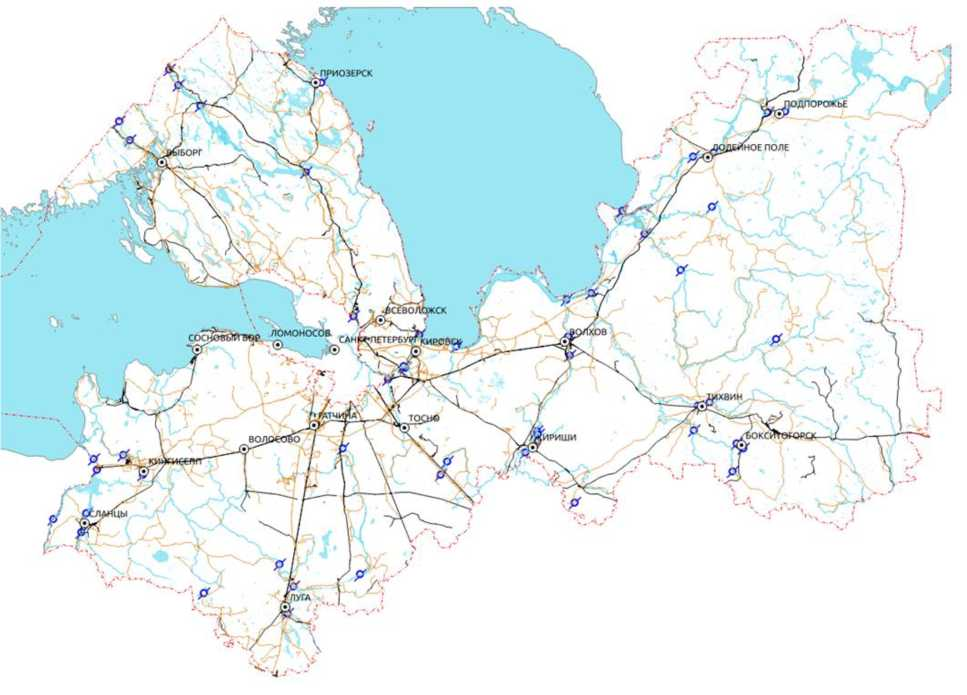 ПРИОЗЕРСК
ПОДПОРОЖЬЕ
ВЫБОРГ
ЛОДЕЙНОЕ ПОЛЕ
ВСЕВОЛОЖСК
СОСНОВЫЙ БОР
ЛОМОНОСОВ
САНКТ-ПЕТЕРБУРГ
КИРОВСК
ВОЛХОВ
ТИХВИН
ГАТЧИНА
ТОСНО
ВОЛОСОВО
КИРИШИ
БОКСИТОГОРСК
КИНГИСЕПП
СЛАНЦЫ
ЛУГА